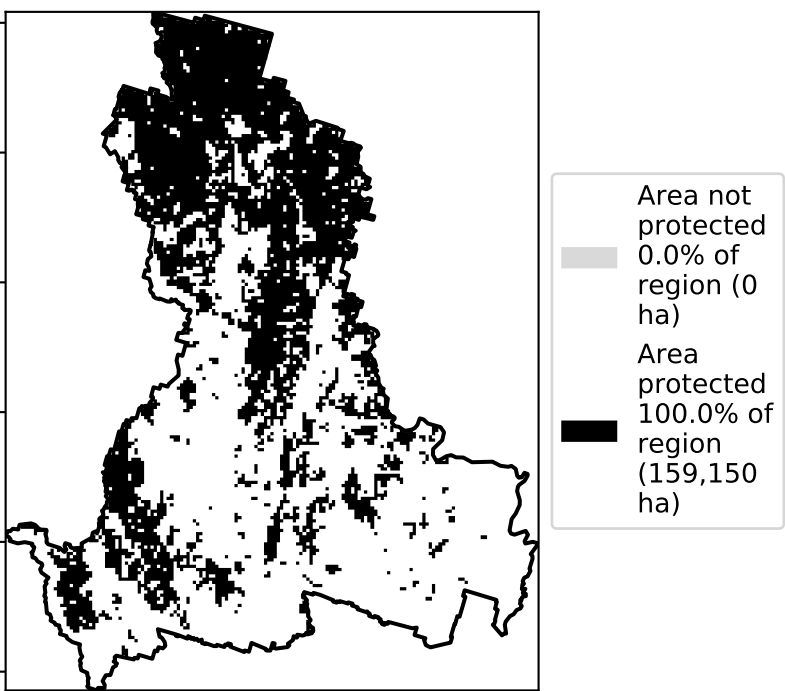 Area not
protected
0.0% of
region (0
ha)
Area
protected
100.0% of
region
(159,150
ha)